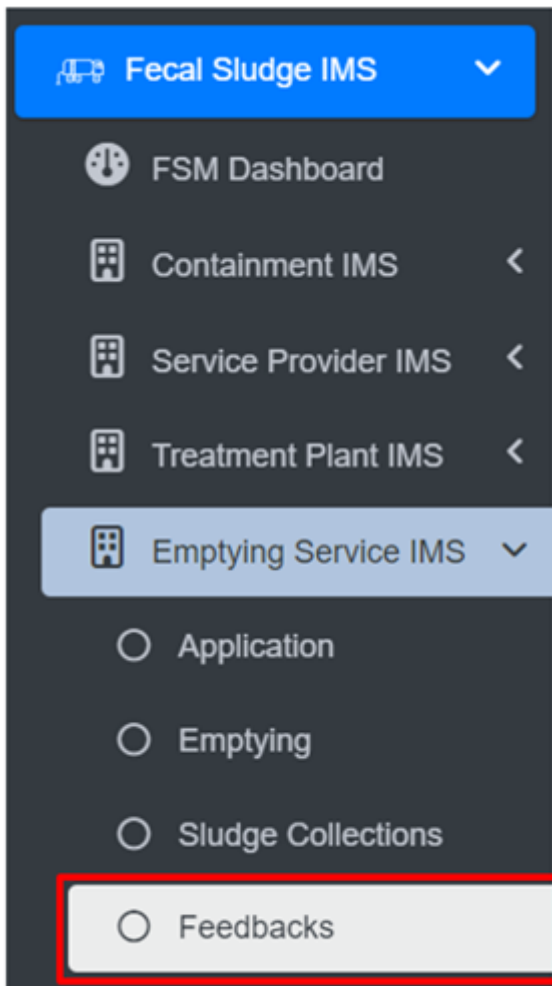 Fecal Sludge IMS
FSM Dashboard
Containment IMS
Service Provider IMS
Treatment Plant IMS
Emptying Service IMS
Application
Emptying
Sludge Collections
Feedbacks